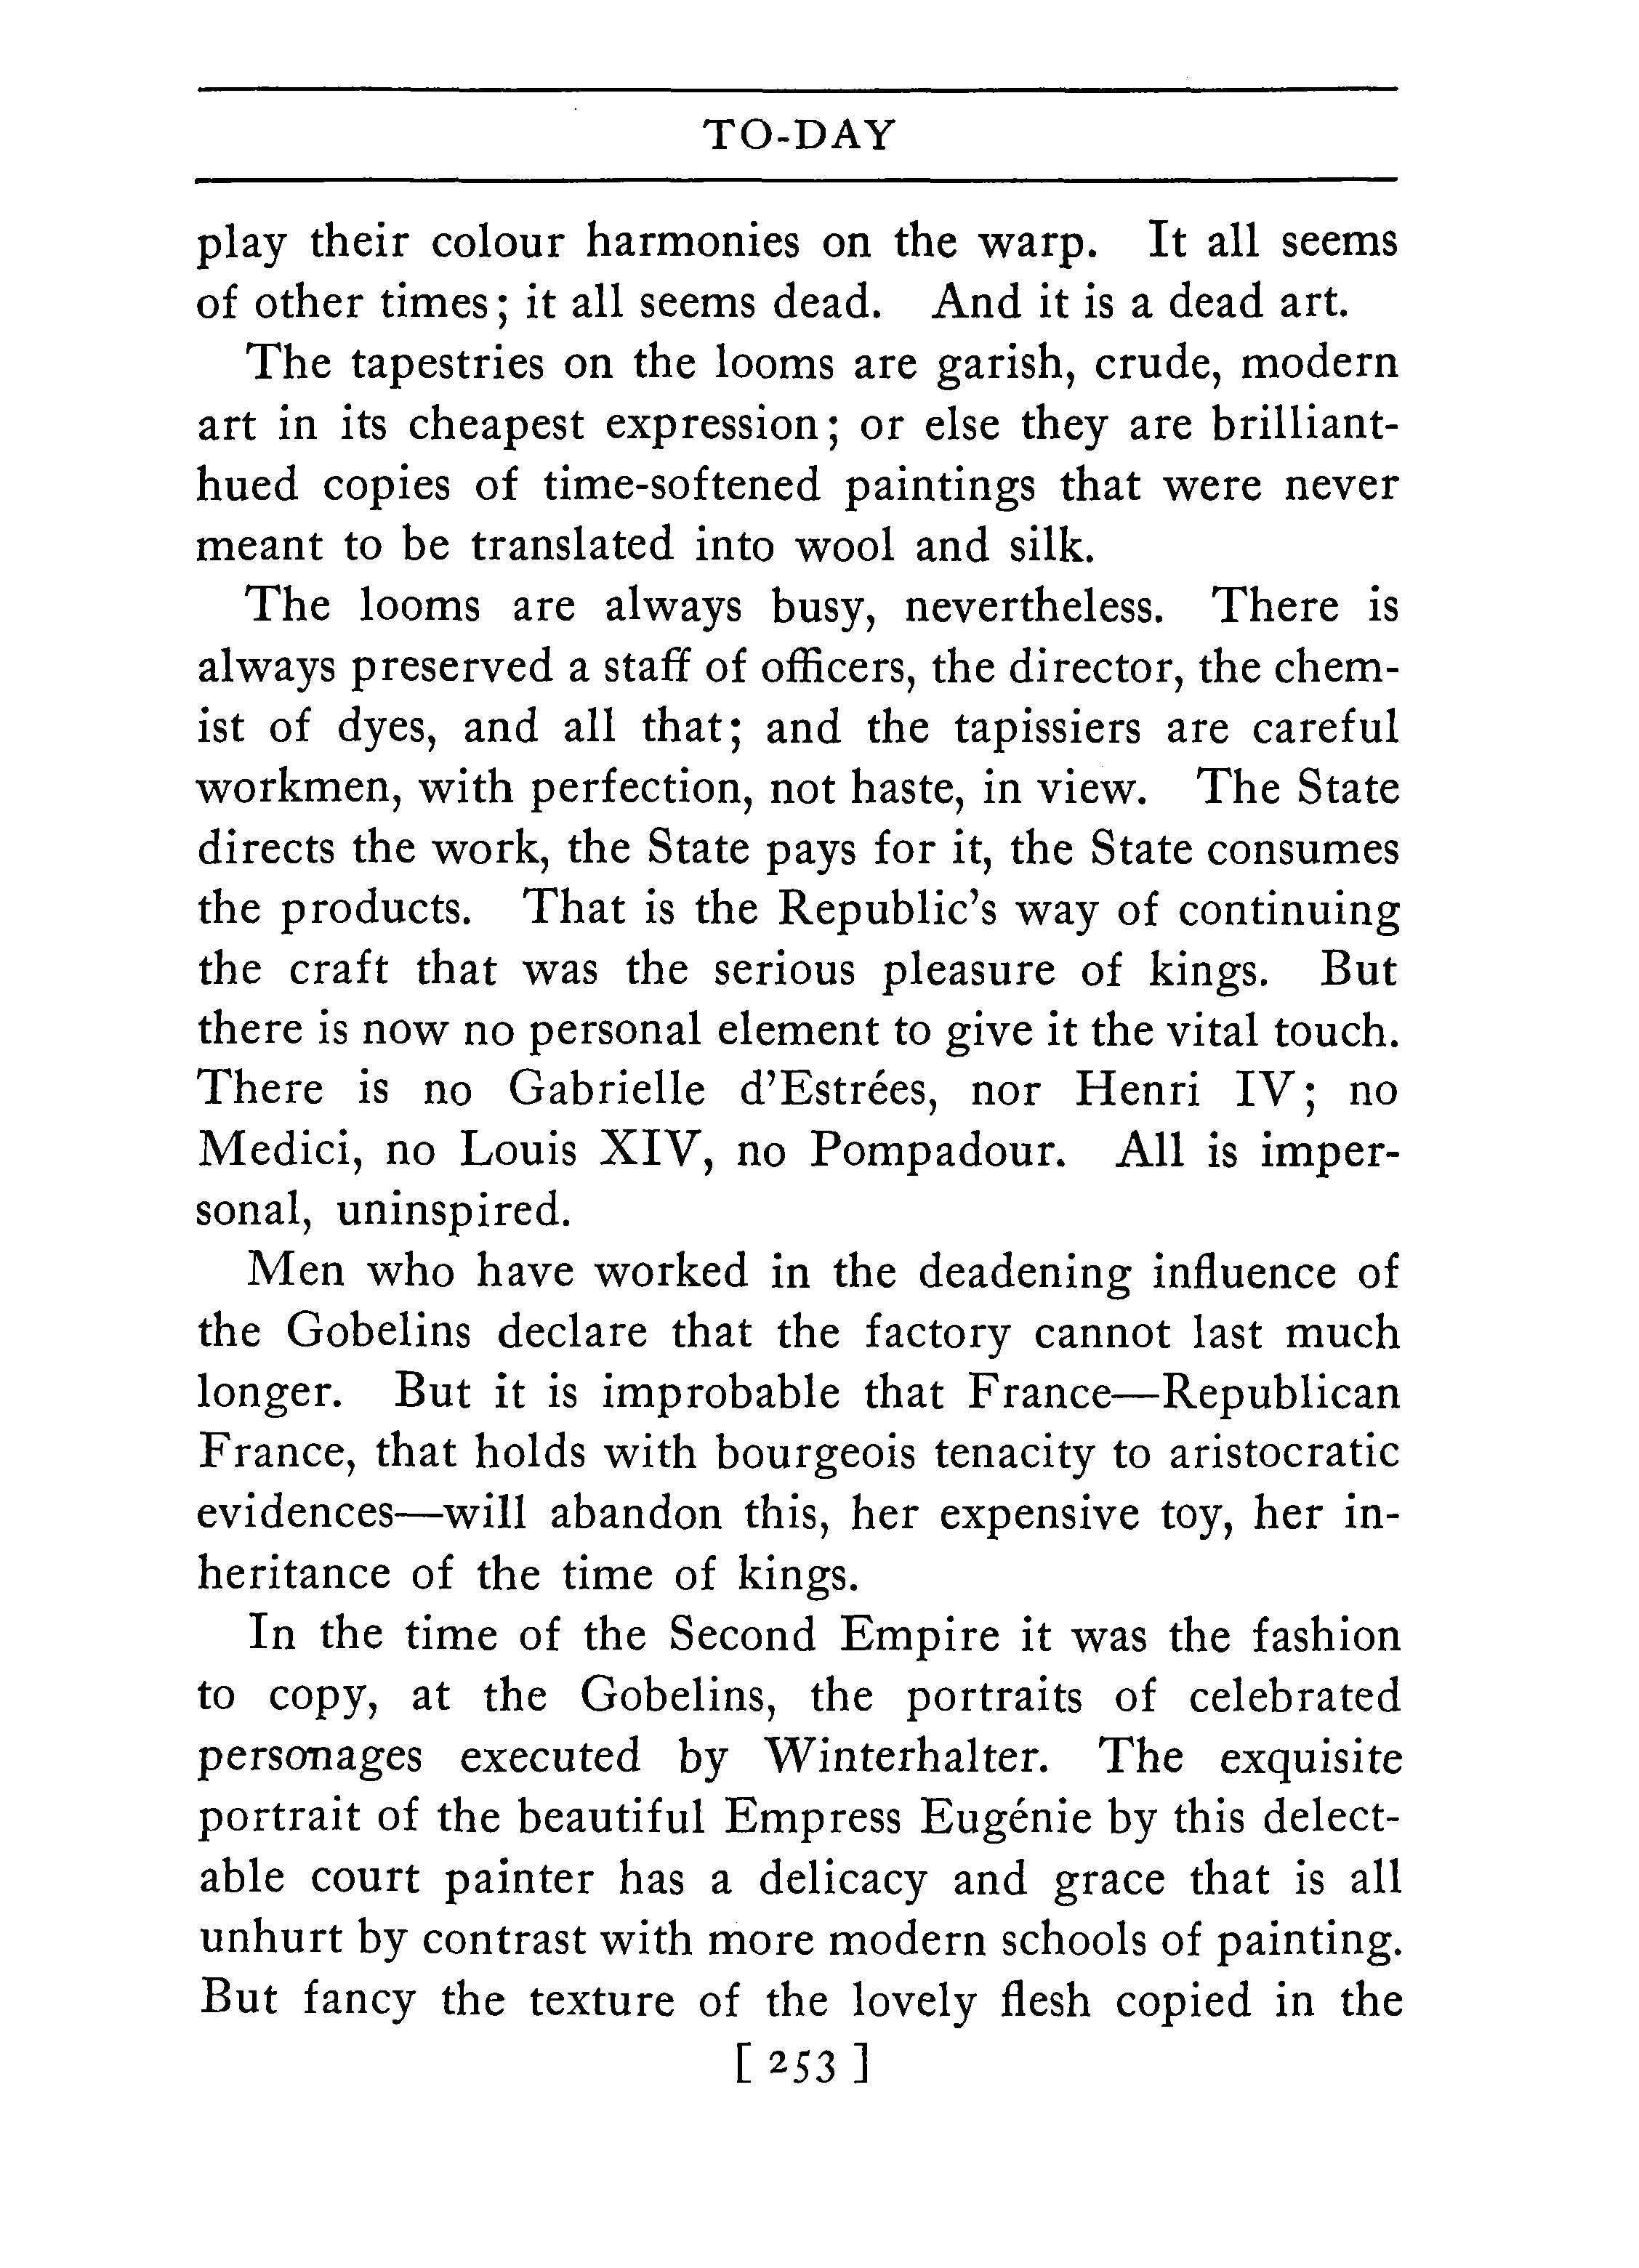 TO-DAY
play their colour harmonies on the warp. It all seems
of other times; it all seems dead. And it is a dead art.
The tapestries on the looms are garish, crude, modern
art in its cheapest expression; or else they are brilliant-
hued copies of time-softened paintings that were never
meant to be translated into wool and silk.
The looms are always busy, nevertheless. There is
always preserved a staff of officers, the director, the chem-
ist of dyes, and all that; and the tapissiers are careful
workmen, with perfection, not haste, in view. The State
directs the work, the State pays for it, the State consumes
the products. That is the Republic's way of continuing
the craft that was the serious pleasure of kings. But
there is now no personal element to give it the vital touch.
There is no Gabrielle d'Estrées, nor Henri IV; no
Medici, no Louis XIV, no Pompadour. All is imper-
sonal, uninspired.
Men who have worked in the deadening influence of
the Gobelins declare that the factory cannot last much
longer. But it is improbable that France—Republican
France, that holds with bourgeois tenacity to aristocratic
evidences—will abandon this, her expensive toy, her in-
heritance of the time of kings.
In the time of the Second Empire it was the fashion
to copy, at the Gobelins, the portraits of celebrated
personages executed by Winterhalter. The exquisite
portrait of the beautiful Empress Eugénie by this delect-
able court painter has a delicacy and grace that is all
unhurt by contrast with more modern schools of painting.
But fancy the texture of the lovely flesh copied in the
[ 253 ]